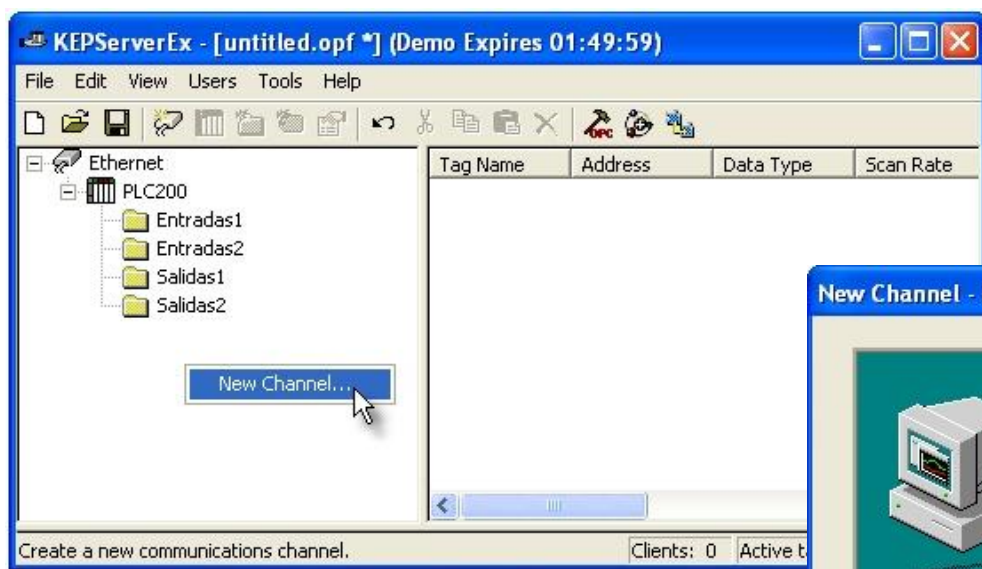 KEPServerEx - [untitled.opf *] (Demo Expires 01:49:59)
File Edit View Users Tools Help
OPC
Ethernet
PLC200
Entradas1
Entradas2
Salidas1
Salidas2
New Channel...
Tag Name Address Data Type Scan Rate
Create a new communications channel.
Clients: 0 Active
New Channel -